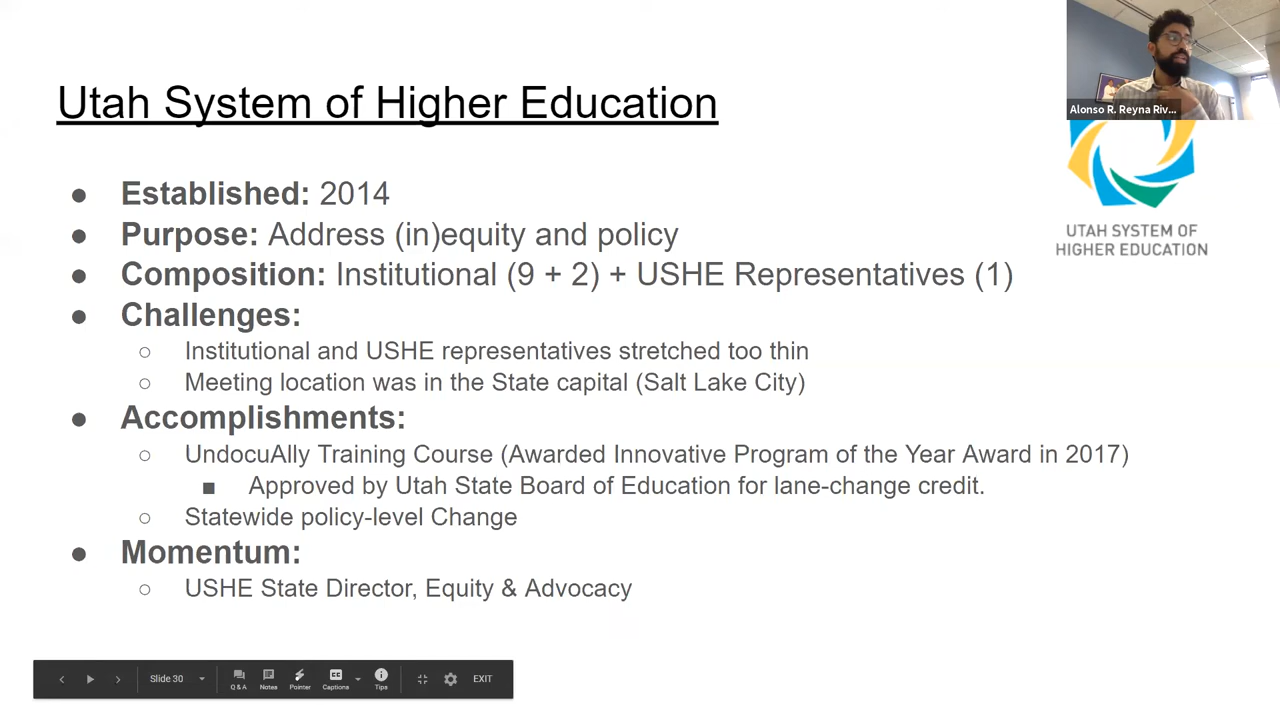 Utah System of Higher Education
Alonso R. Reyna Riv...
UTAH SYSTEM OF
HIGHER EDUCATION
● Established: 2014
● Purpose: Address (in)equity and policy
● Composition: Institutional (9 + 2) + USHE Representatives (1)
● Challenges:
○ Institutional and USHE representatives stretched too thin
○ Meeting location was in the State capital (Salt Lake City)
● Accomplishments:
○ UndocuAlly Training Course (Awarded Innovative Program of the Year Award in 2017)
■ Approved by Utah State Board of Education for lane-change credit.
○ Statewide policy-level Change
● Momentum:
○ USHE State Director, Equity & Advocacy
Slide 30 Q&A Notes Pointer Captions Tips EXIT